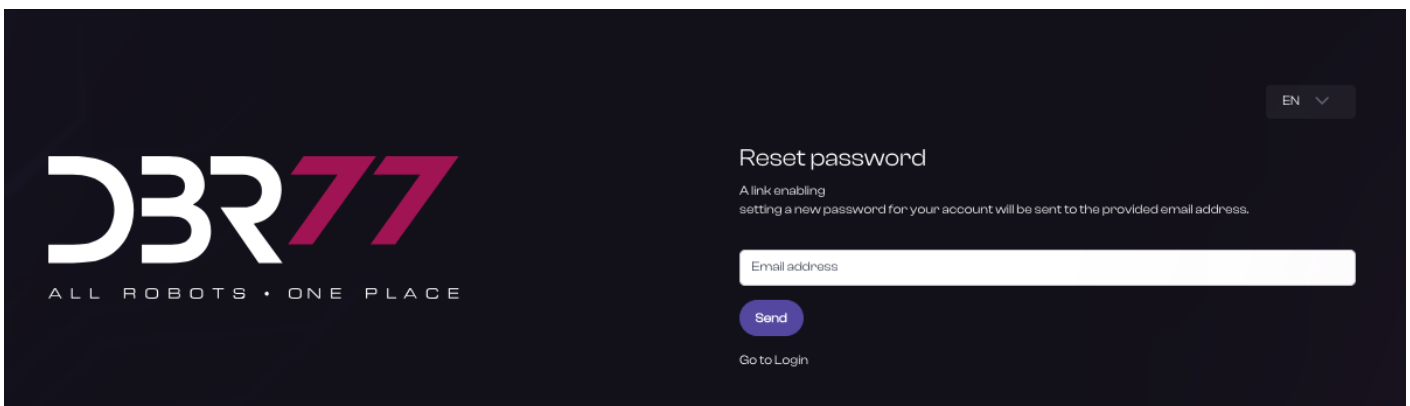 EN
DBR77
ALL ROBOTS • ONE PLACE
Reset password
A link enabling
setting a new password for your account will be sent to the provided email address.
Email address
Send
Go to Login